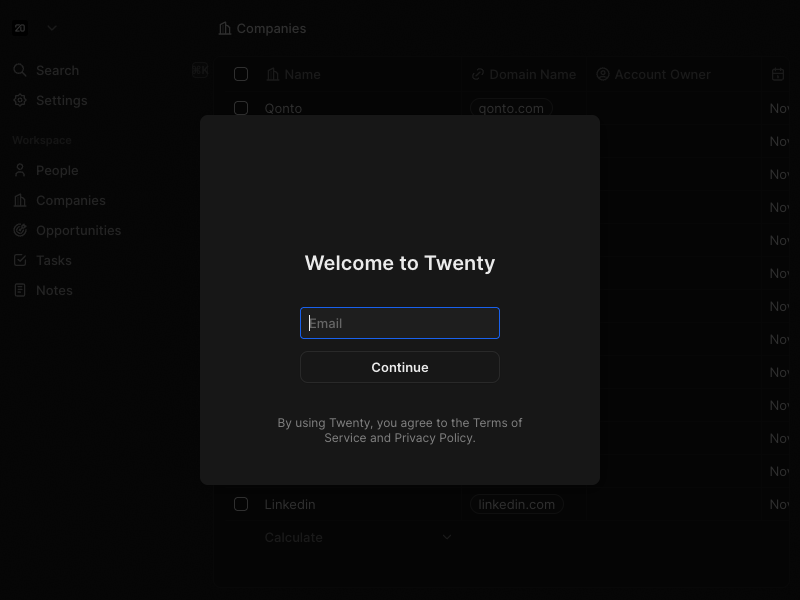 20
Companies
Search
⌘K
Name
Domain Name
Account Owner
Settings
Qonto
qonto.com
Nov
Workspace
Nov
People
Nov
Companies
Nov
Opportunities
Nov
Tasks
Welcome to Twenty
Nov
Notes
Nov
Email
Nov
Continue
Nov
Nov
By using Twenty, you agree to the Terms of
Service and Privacy Policy.
Nov
Nov
Linkedin
linkedin.com
Nov
Calculate